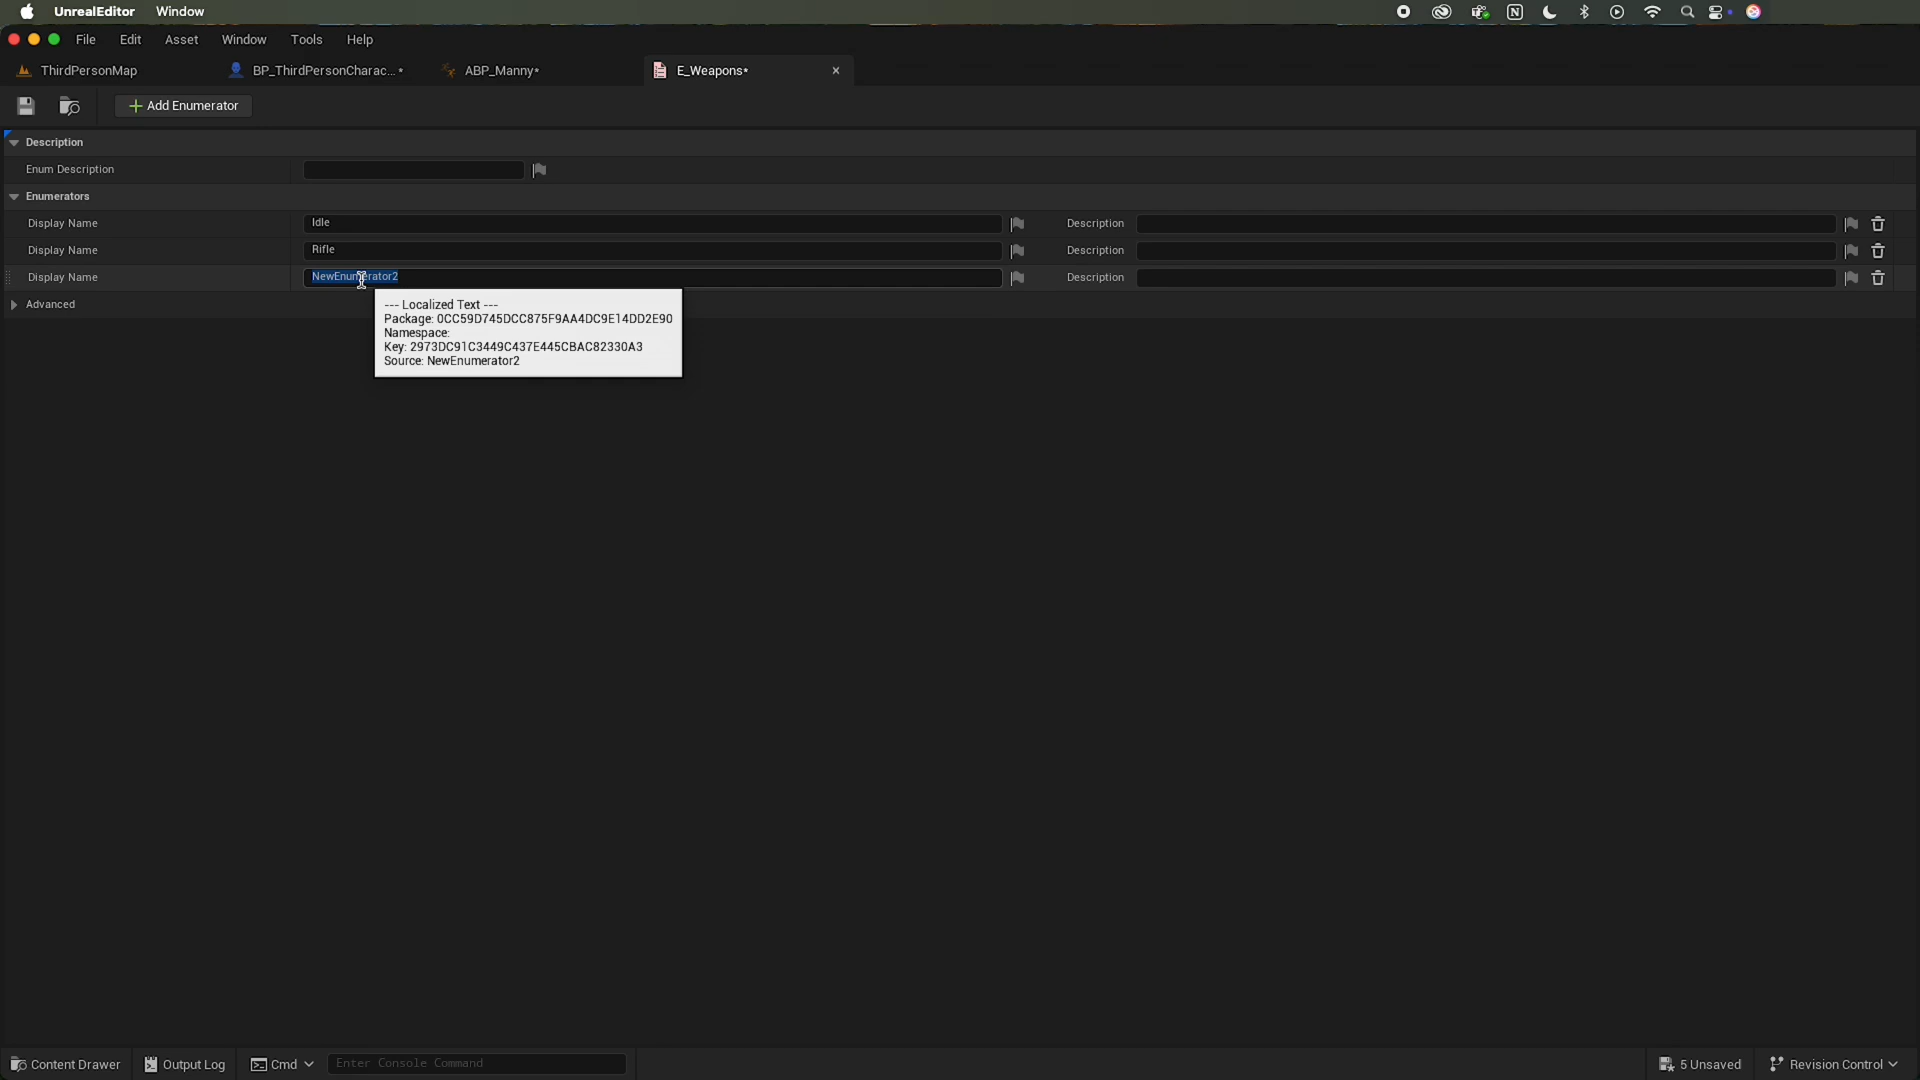 UnrealEditor Window
File Edit Asset Window Tools Help
ThirdPersonMap BP_ThirdPersonCharac...* ABP_Manny* E_Weapons*
Add Enumerator
Description
Enum Description
Enumerators
Display Name Idle Description
Display Name Rifle Description
Display Name NewEnumerator2 Description
Advanced
--- Localized Text ---
Package: 0CC59D745DCC875F9AA4DC9E14DD2E90
Namespace:
Key: 2973DC91C3449C437E445CBAC82330A3
Source: NewEnumerator2
Content Drawer Output Log Cmd Enter Console Command 5 Unsaved Revision Control